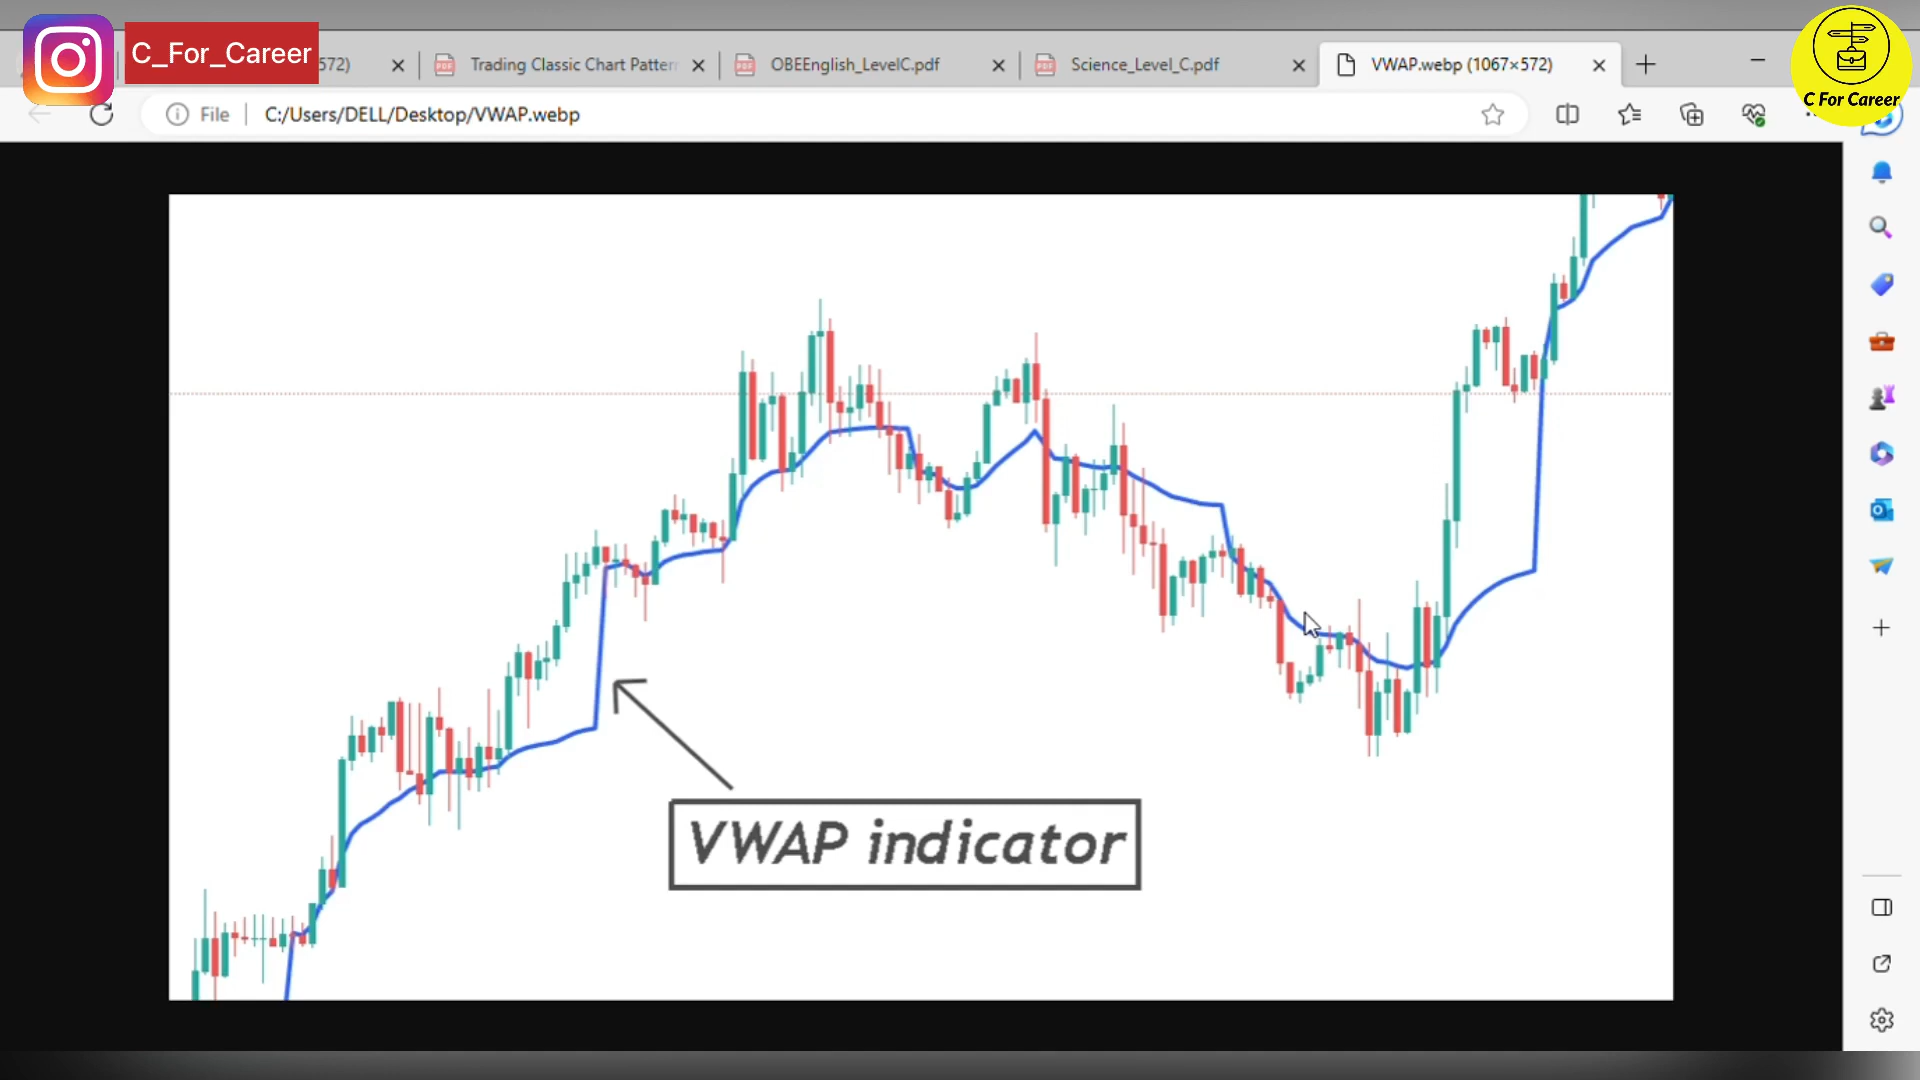 C_For_Career
572)
Trading Classic Chart Patter
OBEEnglish_LevelC.pdf
Science_Level_C.pdf
VWAP.webp (1067×572)
C For Career
File
C:/Users/DELL/Desktop/VWAP.webp
VWAP indicator